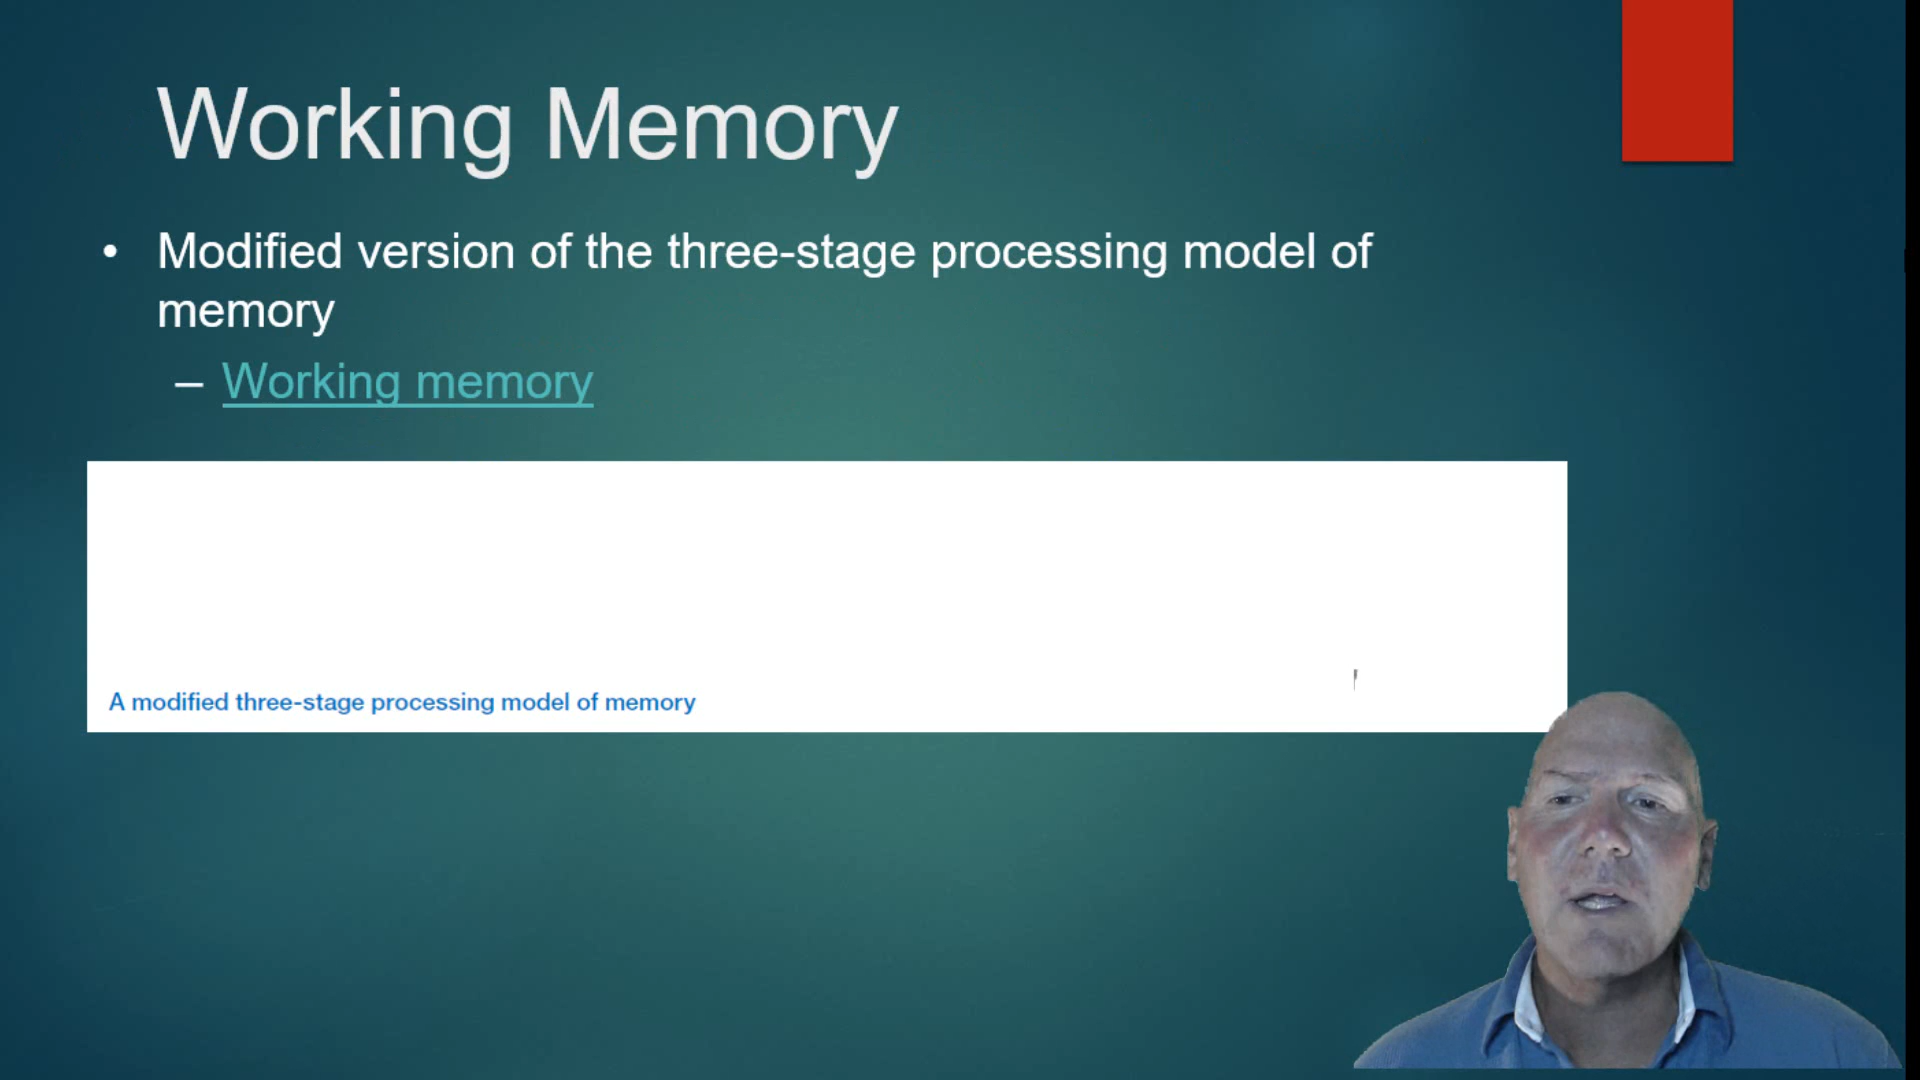 Working Memory
• Modified version of the three-stage processing model of
memory
– Working memory
A modified three-stage processing model of memory